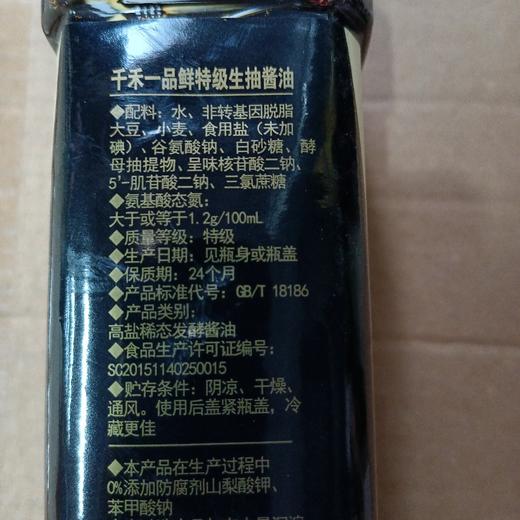 千禾一品鲜特级生抽酱油
◆配料：水、非转基因脱脂
大豆、小麦、食用盐（未加
碘）、谷氨酸钠、白砂糖、酵
母抽提物、呈味核苷酸二钠、
5'-肌苷酸二钠、三氯蔗糖
◆氨基酸态氮：
大于或等于1.2g/100mL
◆质量等级：特级
◆生产日期：见瓶身或瓶盖
◆保质期：24个月
◆产品标准代号：GB/T 18186
◆产品类别：
高盐稀态发酵酱油
◆食品生产许可证编号：
SC20151140250015
◆贮存条件：阴凉、干燥、
通风。使用后盖紧瓶盖，冷
藏更佳
◆本产品在生产过程中
0%添加防腐剂山梨酸钾、
苯甲酸钠